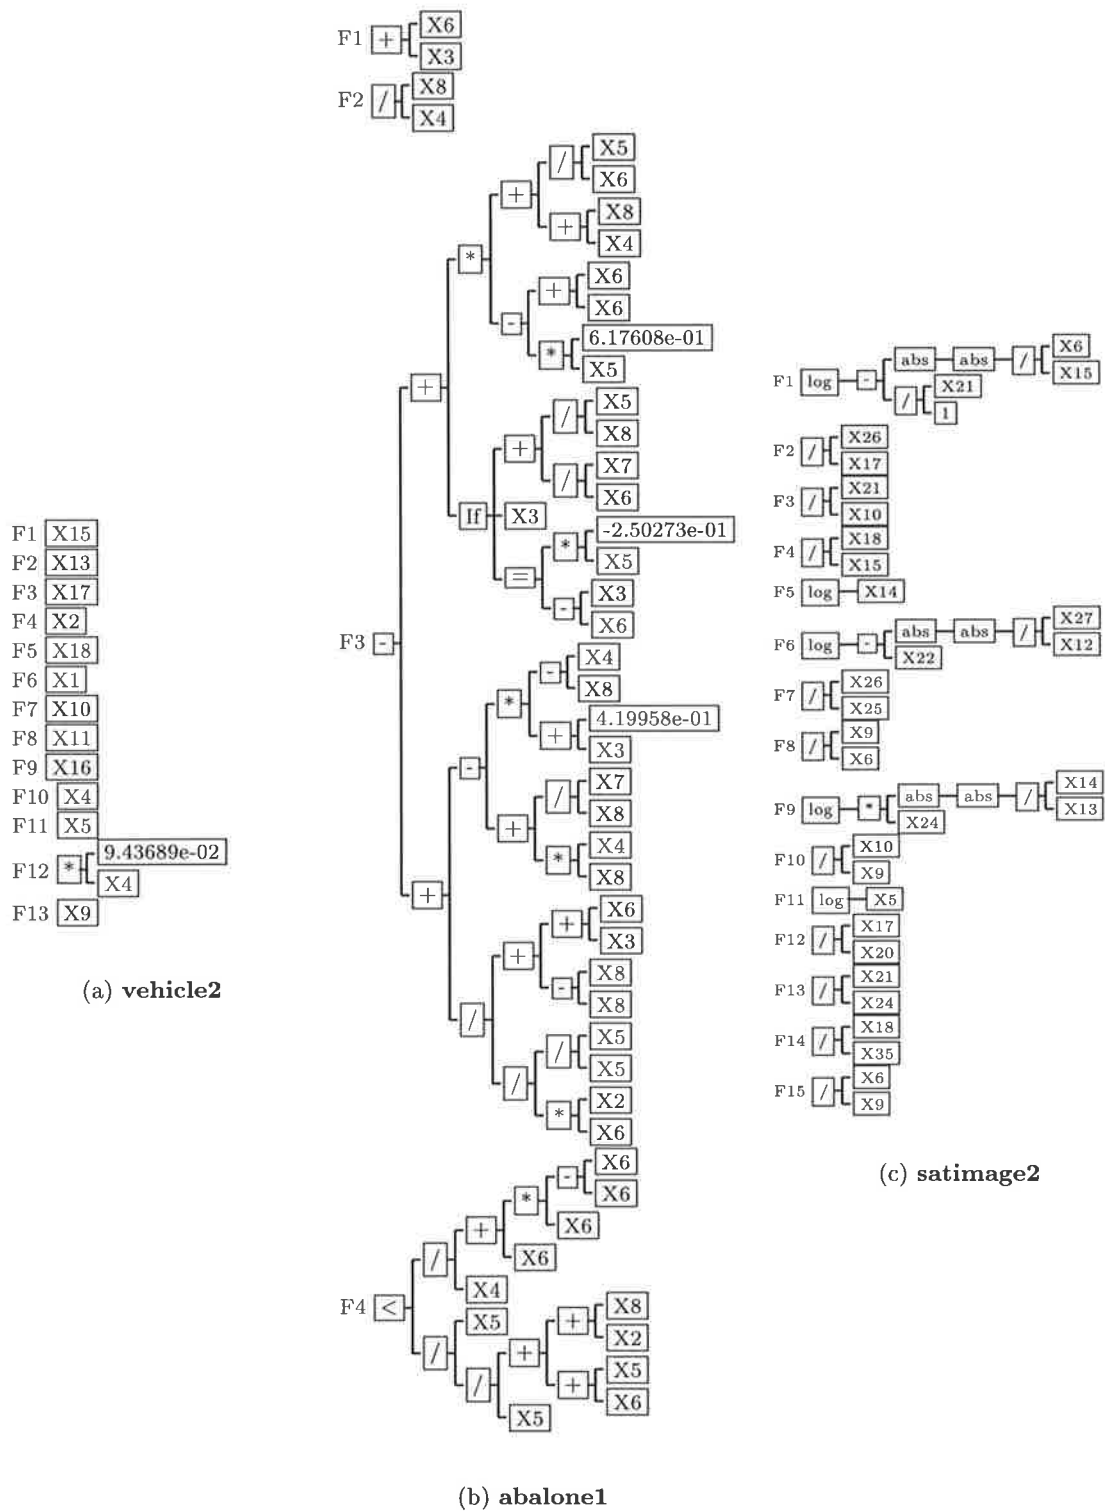 F1 X15
F2 X13
F3 X17
F4 X2
F5 X18
F6 X1
F7 X10
F8 X11
F9 X16
F10 X4
F11 X5
9.43689e-02
F12 *
X4
F13 X9
(a) vehicle2
X6
F1 +
X3
X8
F2 /
X4
X5
/
X6
+
X8
+
X4
*
X6
+
X6
-
6.17608e-01
*
X5
+
X5
/
X8
+
X7
/
X6
If X3
-2.50273e-01
*
X5
=
X3
-
X6
F3 -
X4
-
X8
*
4.19958e-01
+
X3
-
X7
/
X8
+
X4
*
X8
+
X6
+
X3
+
X8
-
X8
/
X5
/
X5
/
X2
*
X6
X6
-
X6
*
X6
+
X6
/
X4
F4 <
X5
/
X8
+
X2
+
X5
+
X6
/
X5
(b) abalone1
X6
abs abs /
X15
F1 log -
X21
/
1
X26
F2 /
X17
X21
F3 /
X10
X18
F4 /
X15
F5 log X14
X27
abs abs /
X12
F6 log -
X22
X26
F7 /
X25
X9
F8 /
X6
X14
abs abs /
X13
F9 log *
X24
X10
F10 /
X9
F11 log X5
X17
F12 /
X20
X21
F13 /
X24
X18
F14 /
X35
X6
F15 /
X9
(c) satimage2